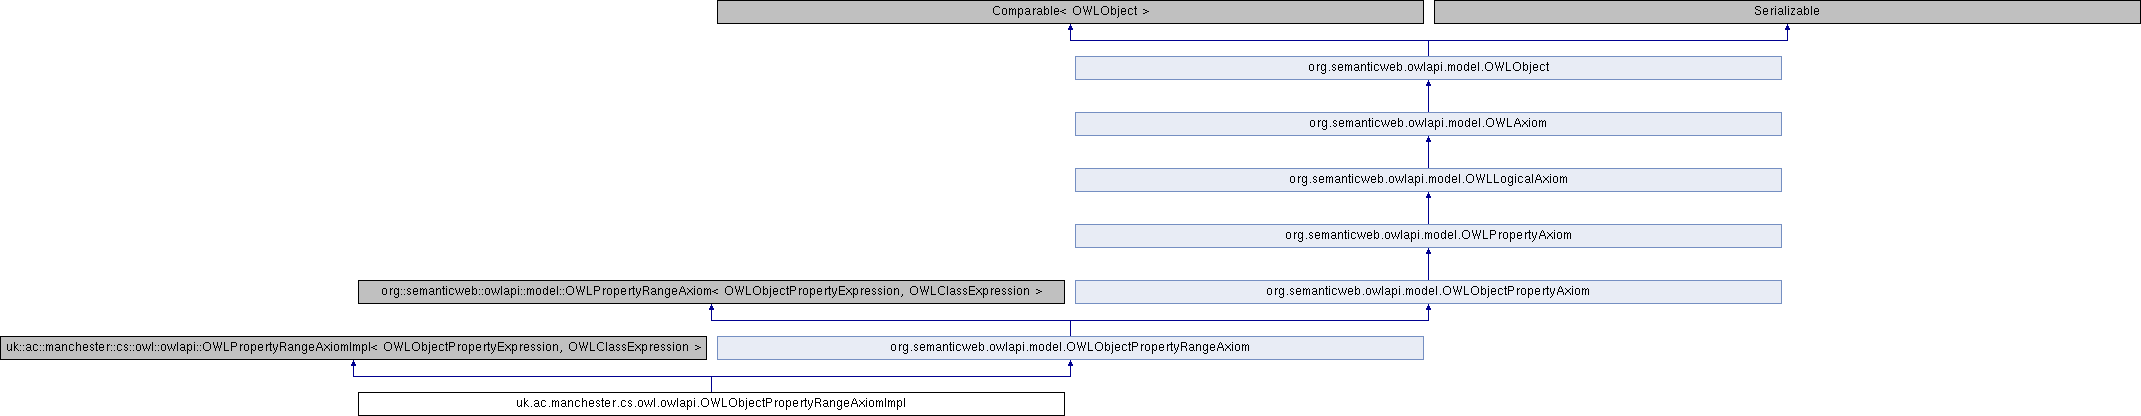 Comparable< OWLObject >
Serializable
org.semanticweb.owlapi.model.OWLObject
org.semanticweb.owlapi.model.OWLAxiom
org.semanticweb.owlapi.model.OWLLogicalAxiom
org.semanticweb.owlapi.model.OWLPropertyAxiom
org::semanticweb::owlapi::model::OWLPropertyRangeAxiom< OWLObjectPropertyExpression, OWLClassExpression >
org.semanticweb.owlapi.model.OWLObjectPropertyAxiom
uk::ac::manchester::cs::owl::owlapi::OWLPropertyRangeAxiomImpl< OWLObjectPropertyExpression, OWLClassExpression >
org.semanticweb.owlapi.model.OWLObjectPropertyRangeAxiom
uk.ac.manchester.cs.owl.owlapi.OWLObjectPropertyRangeAxiomImpl